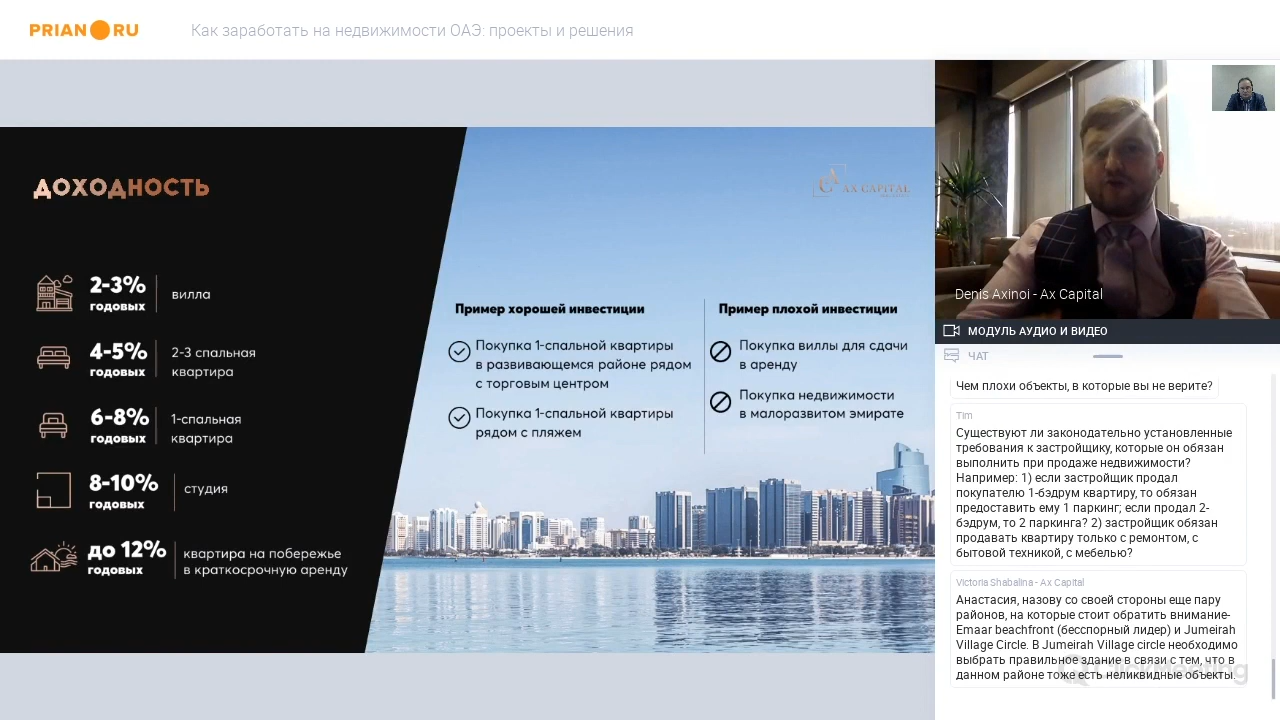 PRIAN RU
Как заработать на недвижимости ОАЭ: проекты и решения
ДОХОДНОСТЬ
2-3%
годовых
вилла
4-5%
годовых
2-3 спальная
квартира
6-8%
годовых
1-спальная
квартира
8-10%
годовых
студия
до 12%
годовых
квартира на побережье
в краткосрочную аренду
AX CAPITAL
Пример хорошей инвестиции
Покупка 1-спальной квартиры
в развивающемся районе рядом
с торговым центром
Покупка 1-спальной квартиры
рядом с пляжем
Пример плохой инвестиции
Покупка виллы для сдачи
в аренду
Покупка недвижимости
в малоразвитом эмирате
Denis Axinoi - Ax Capital
МОДУЛЬ АУДИО И ВИДЕО
ЧАТ
Чем плохи объекты, в которые вы не верите?
Tim
Существуют ли законодательно установленные
требования к застройщику, которые он обязан
выполнить при продаже недвижимости?
Например: 1) если застройщик продал
покупателю 1-бэдрум квартиру, то обязан
предоставить ему 1 паркинг; если продал 2-
бэдрум, то 2 паркинга? 2) застройщик обязан
продавать квартиру только с ремонтом, с
бытовой техникой, с мебелью?
Victoria Shabalina - Ax Capital
Анастасия, назову со своей стороны еще пару
районов, на которые стоит обратить внимание-
Emaar beachfront (бесспорный лидер) и Jumeirah
Village Circle. В Jumeirah Village circle необходимо
выбрать правильное здание в связи с тем, что в
данном районе тоже есть неликвидные объекты.
ClickMeeting